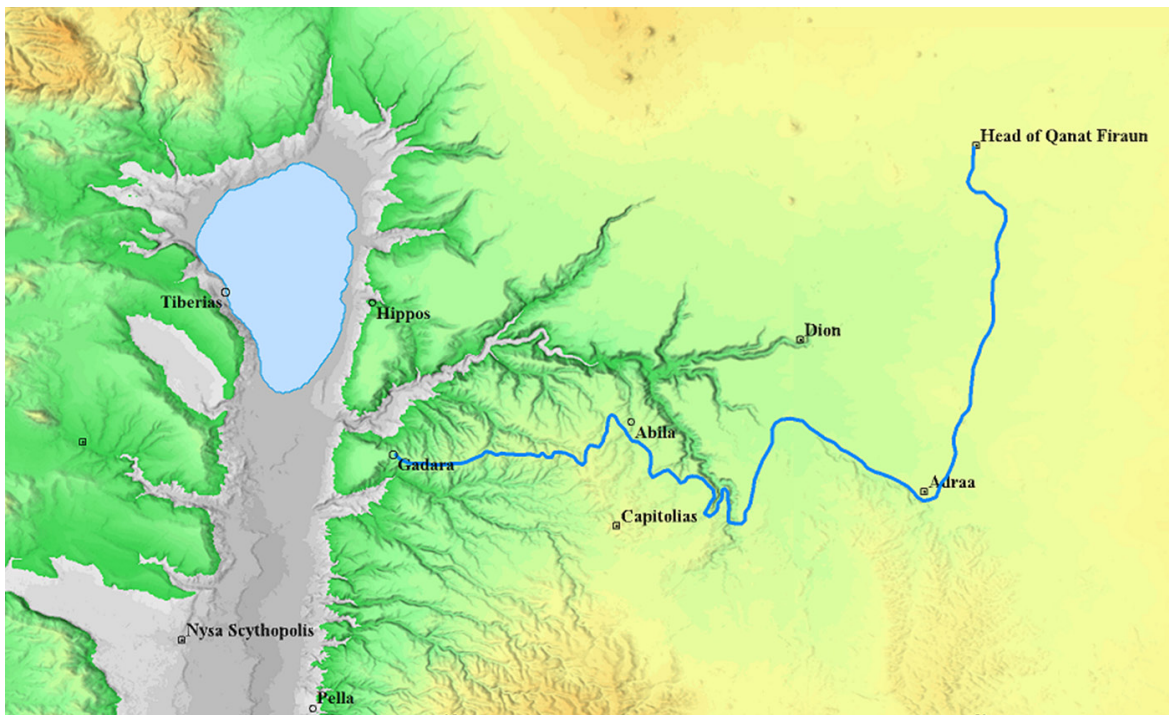 Head of Qanat Firaun
Tiberias
Hippos
Dion
Abila
Gadara
Adraa
Capitolias
Nysa Scythopolis
Pella